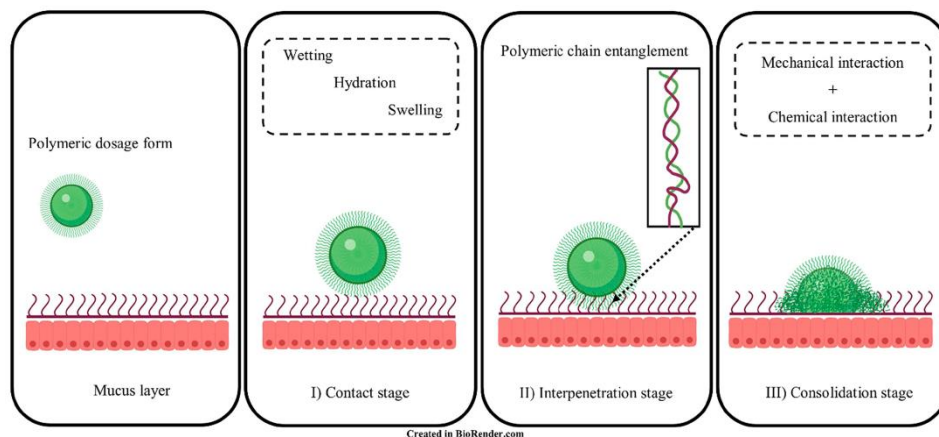 Polymeric dosage form
Mucus layer
Wetting
Hydration
Swelling
I) Contact stage
Polymeric chain entanglement
II) Interpenetration stage
Mechanical interaction
+
Chemical interaction
III) Consolidation stage
Created in BioRender.com